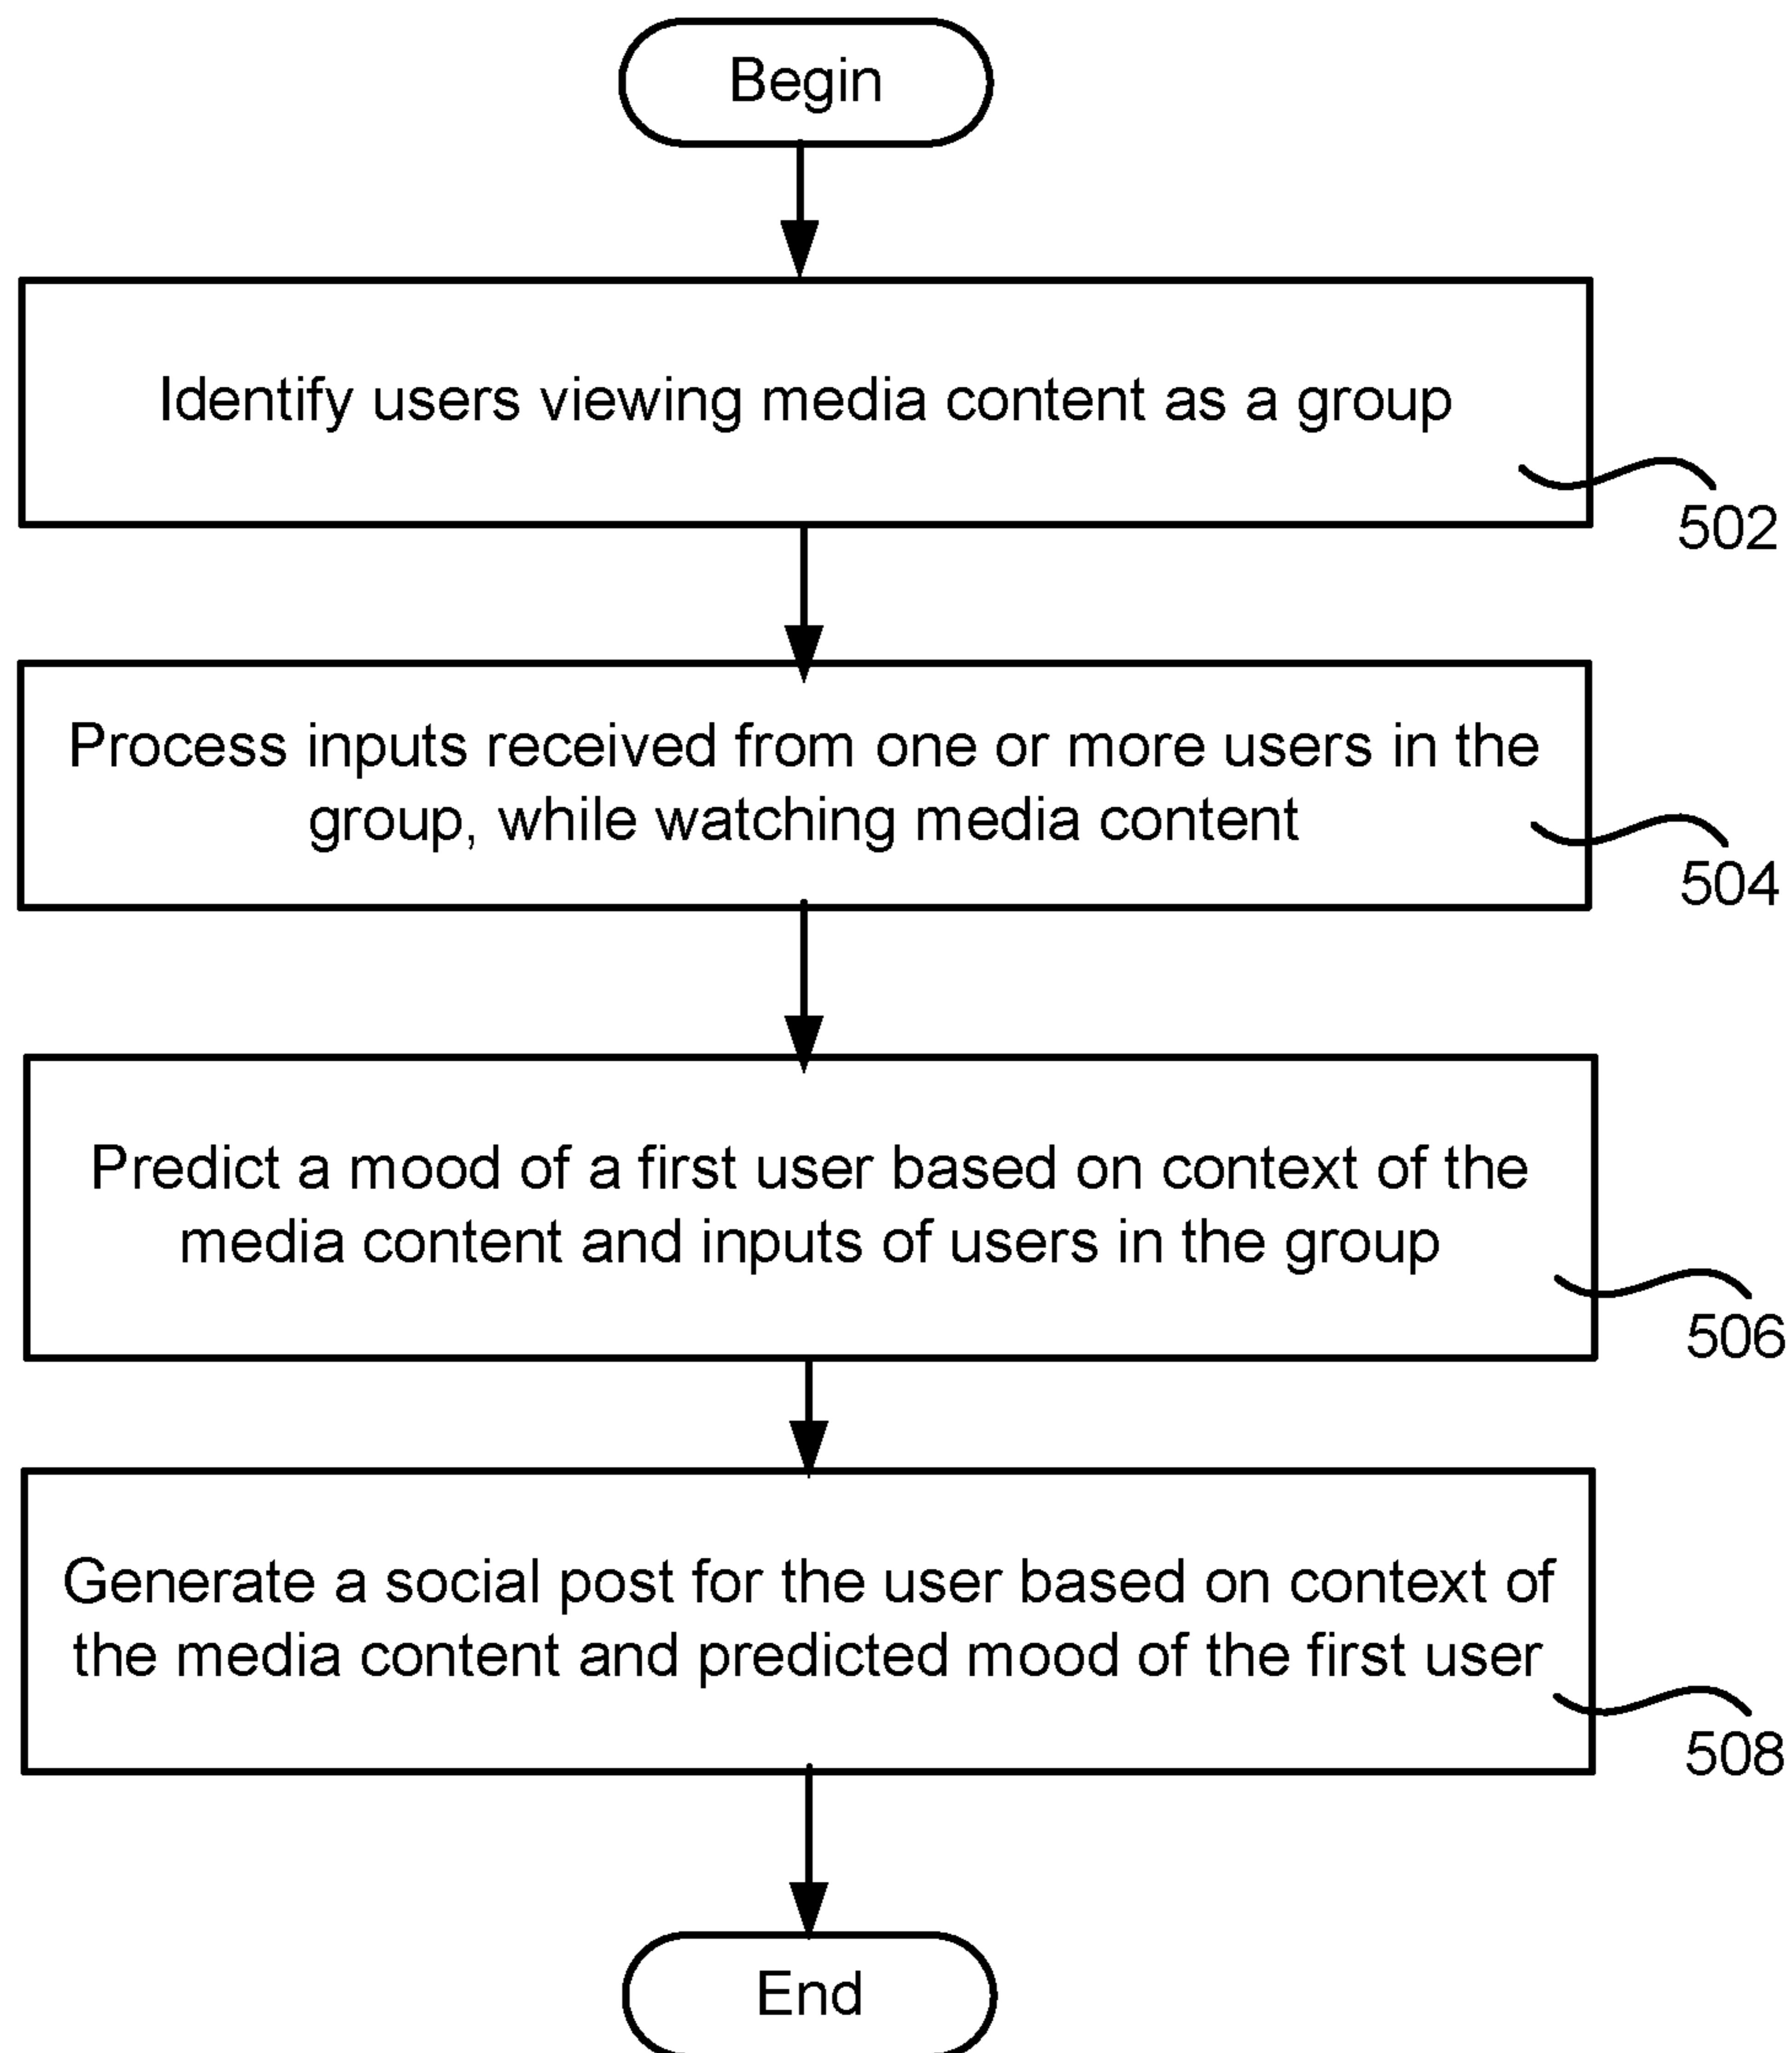 Begin
Identify users viewing media content as a group
502
Process inputs received from one or more users in the
group, while watching media content
504
Predict a mood of a first user based on context of the
media content and inputs of users in the group
506
Generate a social post for the user based on context of
the media content and predicted mood of the first user
508
End